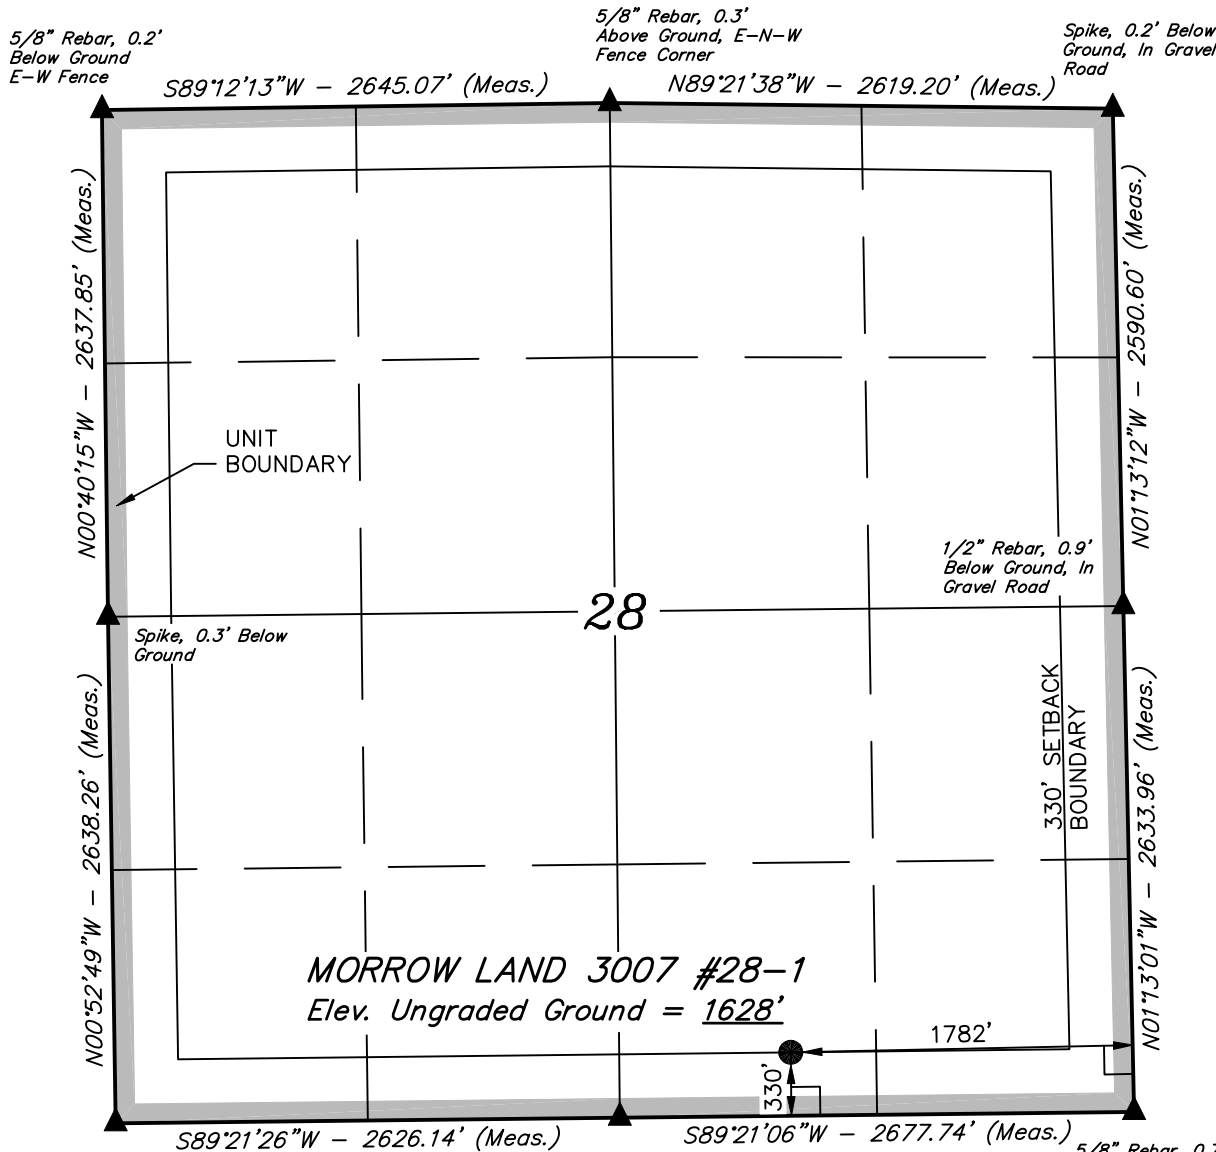 5/8" Rebar, 0.2'
Below Ground
E-W Fence
5/8" Rebar, 0.3'
Above Ground, E-N-W
Fence Corner
Spike, 0.2' Below
Ground, In Gravel
Road
S89°12'13"W - 2645.07' (Meas.)
N89°21'38"W - 2619.20' (Meas.)
N00°40'15"W - 2637.85' (Meas.)
N01°13'12"W - 2590.60' (Meas.)
UNIT
BOUNDARY
1/2" Rebar, 0.9'
Below Ground, In
Gravel Road
28
Spike, 0.3' Below
Ground
330' SETBACK
BOUNDARY
N00°52'49"W - 2638.26' (Meas.)
N01°13'01"W - 2633.96' (Meas.)
MORROW LAND 3007 #28-1
Elev. Ungraded Ground = 1628'
1782'
330'
S89°21'26"W - 2626.14' (Meas.)
S89°21'06"W - 2677.74' (Meas.)
5/8" Rebar, 0.7